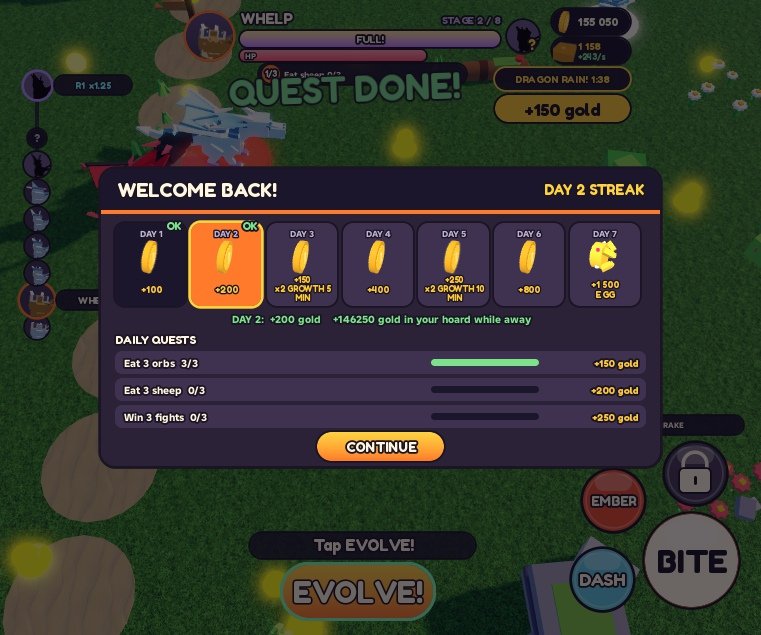 WHELP
STAGE 2 / 8
FULL!
HP
155 050
1 158
+243/s
?
R1 x1.25
1/3 Eat sheep 0/3
QUEST DONE!
DRAGON RAIN! 1:38
+150 gold
?
WELCOME BACK!
DAY 2 STREAK
DAY 1 OK
+100
DAY 2 OK
+200
DAY 3
+150
x2 GROWTH 5
MIN
DAY 4
+400
DAY 5
+250
x2 GROWTH 10
MIN
DAY 6
+800
DAY 7
+1 500
EGG
DAY 2: +200 gold +146250 gold in your hoard while away
WHE
DAILY QUESTS
Eat 3 orbs 3/3
+150 gold
Eat 3 sheep 0/3
+200 gold
Win 3 fights 0/3
+250 gold
RAKE
CONTINUE
EMBER
Tap EVOLVE!
BITE
DASH
EVOLVE!